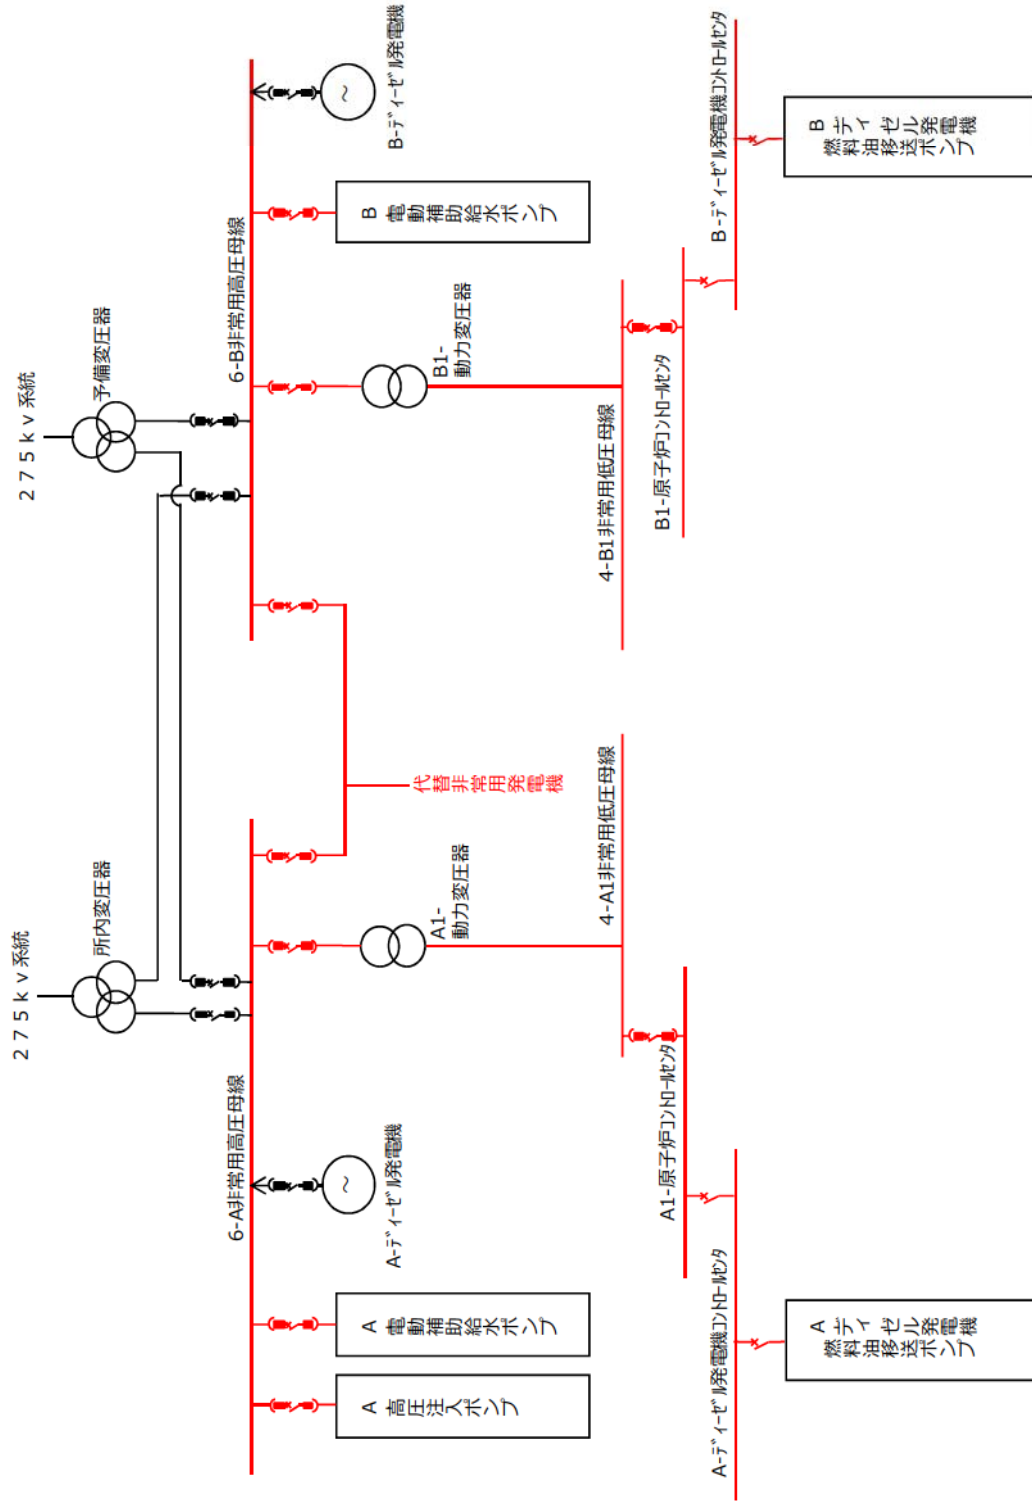 275kv系統
275kv系統
所内変圧器
予備変圧器
6-A非常用高圧母線
6-B非常用高圧母線
A高圧注入ポンプ
A電動補助給水ポンプ
A-ﾃﾞｨｰｾﾞﾙ発電機
A1-
動力変圧器
代替非常用発電機
B1-
動力変圧器
B電動補助給水ポンプ
B-ﾃﾞｨｰｾﾞﾙ発電機
4-A1非常用低圧母線
4-B1非常用低圧母線
A1-原子炉ｺﾝﾄﾛｰﾙｾﾝﾀ
B1-原子炉ｺﾝﾄﾛｰﾙｾﾝﾀ
A-ﾃﾞｨｰｾﾞﾙ発電機ｺﾝﾄﾛｰﾙｾﾝﾀ
B-ﾃﾞｨｰｾﾞﾙ発電機ｺﾝﾄﾛｰﾙｾﾝﾀ
Aディゼル発電機
燃料油移送ポンプ
Bディゼル発電機
燃料油移送ポンプ